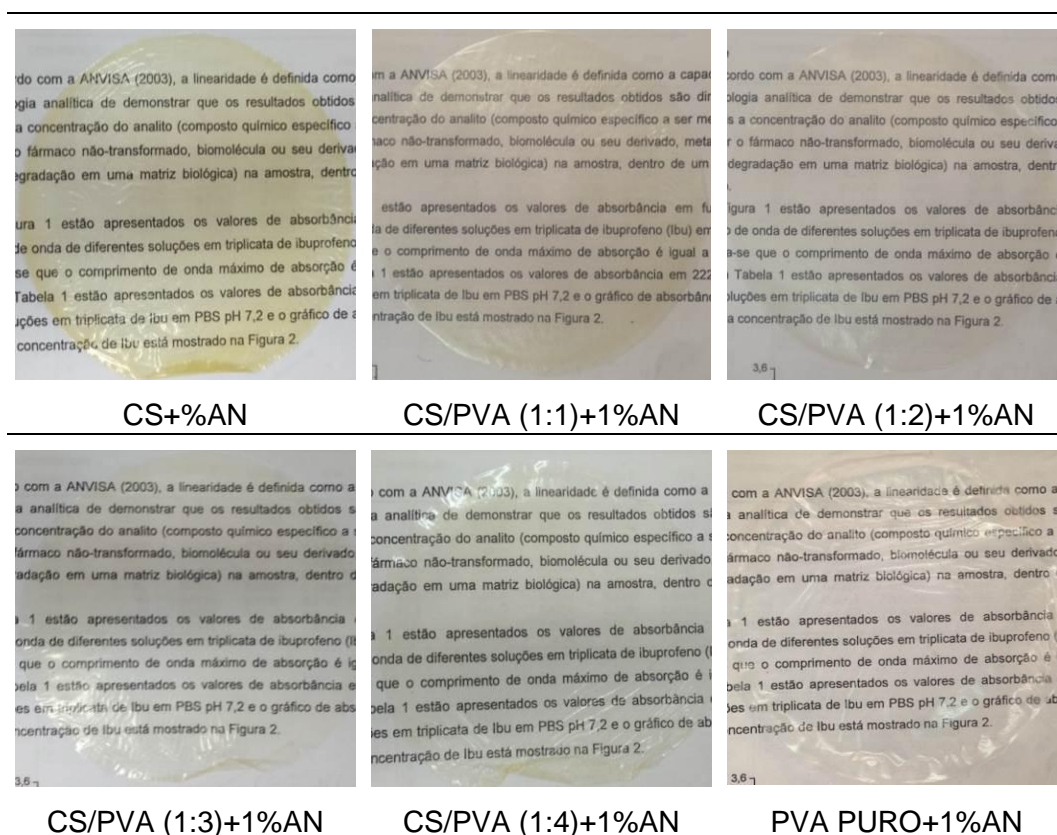 rdo com a ANVISA (2003), a linearidade é definida como
ogia analítica de demonstrar que os resultados obtidos
a concentração do analito (composto químico específico
o fármaco não-transformado, biomolécula ou seu deriva
egradação em uma matriz biológica) na amostra, dentro
ura 1 estão apresentados os valores de absorbânci
de onda de diferentes soluções em triplicata de ibuprofeno
se que o comprimento de onda máximo de absorção é
Tabela 1 estão apresentados os valores de absorbância
uções em triplicata de Ibu em PBS pH 7,2 e o gráfico de a
concentração de Ibu está mostrado na Figura 2.
CS+%AN
m a ANVISA (2003), a linearidade é definida como a capac
nalítica de demonstrar que os resultados obtidos são dir
centração do analito (composto químico específico a ser me
naco não-transformado, biomolécula ou seu derivado, meta
ação em uma matriz biológica) na amostra, dentro de um
estão apresentados os valores de absorbância em fu
da de diferentes soluções em triplicata de ibuprofeno (Ibu) em
e o comprimento de onda máximo de absorção é igual a
1 estão apresentados os valores de absorbância em 222
em triplicata de Ibu em PBS pH 7,2 e o gráfico de absorbân
ntração de Ibu está mostrado na Figura 2.
CS/PVA (1:1)+1%AN
cordo com a ANVISA (2003), a linearidade é definida com
ologia analítica de demonstrar que os resultados obtidos
s a concentração do analito (composto químico específico
r o fármaco não-transformado, biomolécula ou seu deriva
degradação em uma matriz biológica) na amostra, dentr
igura 1 estão apresentados os valores de absorbânc
o de onda de diferentes soluções em triplicata de ibuprofen
a-se que o comprimento de onda máximo de absorção
Tabela 1 estão apresentados os valores de absorbânci
oluções em triplicata de Ibu em PBS pH 7,2 e o gráfico de
a concentração de Ibu está mostrado na Figura 2.
3,6
CS/PVA (1:2)+1%AN
com a ANVISA (2003), a linearidade é definida como a
a analítica de demonstrar que os resultados obtidos s
concentração do analito (composto químico específico a
fármaco não-transformado, biomolécula ou seu derivado
adação em uma matriz biológica) na amostra, dentro d
1 estão apresentados os valores de absorbância
onda de diferentes soluções em triplicata de ibuprofeno (I
que o comprimento de onda máximo de absorção é ig
bela 1 estão apresentados os valores de absorbância e
es em triplicata de Ibu em PBS pH 7,2 e o gráfico de abs
ncentração de Ibu está mostrado na Figura 2.
3,6
CS/PVA (1:3)+1%AN
com a ANVISA (2003), a linearidade é definida como a
a analítica de demonstrar que os resultados obtidos s
concentração do analito (composto químico específico a s
fármaco não-transformado, biomolécula ou seu derivado
adação em uma matriz biológica) na amostra, dentro d
1 estão apresentados os valores de absorbância
onda de diferentes soluções em triplicata de ibuprofeno (I
que o comprimento de onda máximo de absorção é i
bela 1 estão apresentados os valores de absorbância
es em triplicata de Ibu em PBS pH 7,2 e o gráfico de ab
ncentração de Ibu está mostrado na Figura 2.
CS/PVA (1:4)+1%AN
com a ANVISA (2003), a linearidade é definida como a
a analítica de demonstrar que os resultados obtidos s
concentração do analito (composto químico específico a
ármaco não-transformado, biomolécula ou seu derivado
adação em uma matriz biológica) na amostra, dentro
1 estão apresentados os valores de absorbância
onda de diferentes soluções em triplicata de ibuprofeno (
que o comprimento de onda máximo de absorção é
bela 1 estão apresentados os valores de absorbância
es em triplicata de Ibu em PBS pH 7,2 e o gráfico de ab
ncentração de Ibu está mostrado na Figura 2.
3,6
PVA PURO+1%AN